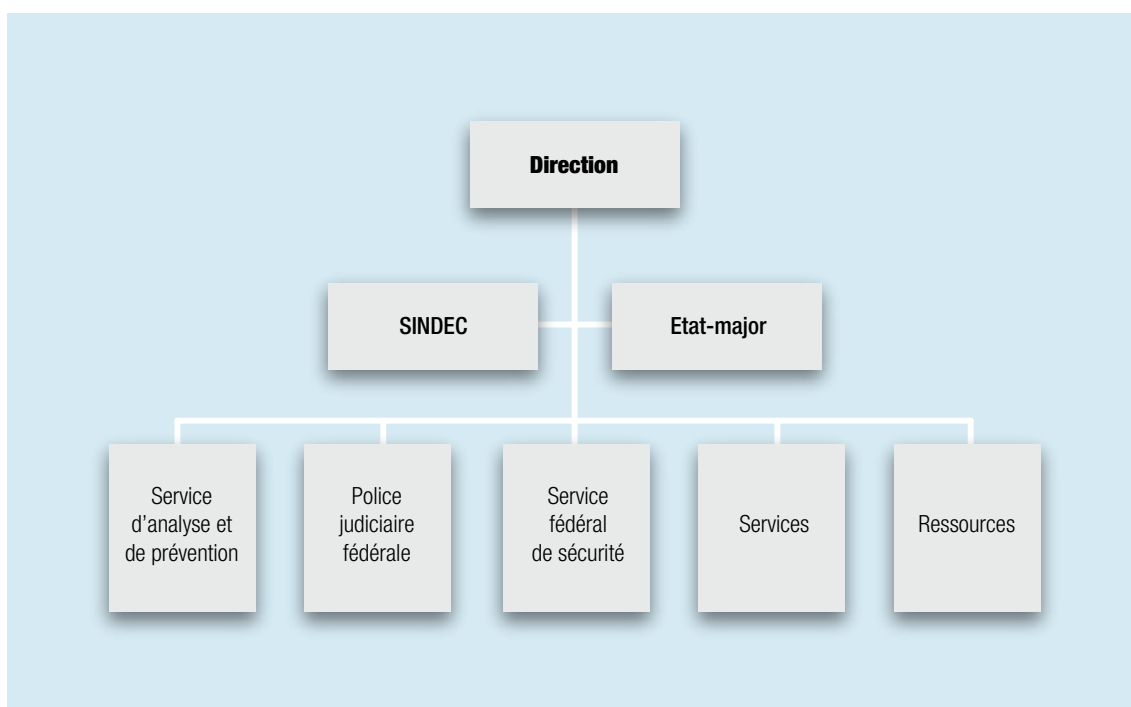 Direction
SINDEC
Etat-major
Service
d’analyse et
de prévention
Police
judiciaire
fédérale
Service
fédéral
de sécurité
Services
Ressources